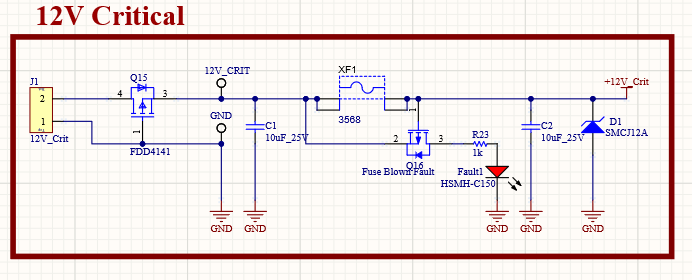 12V Critical
J1
2
1
12V_Crit
Q15
4
3
1
FDD4141
12V_CRIT
GND
C1
10uF_25V
XF1
3568
1
2
3
Q16
Fuse Blown Fault
R23
1k
Fault1
HSMH-C150
C2
10uF_25V
D1
SMCJ12A
+12V_Crit
GND
GND
GND
GND
GND